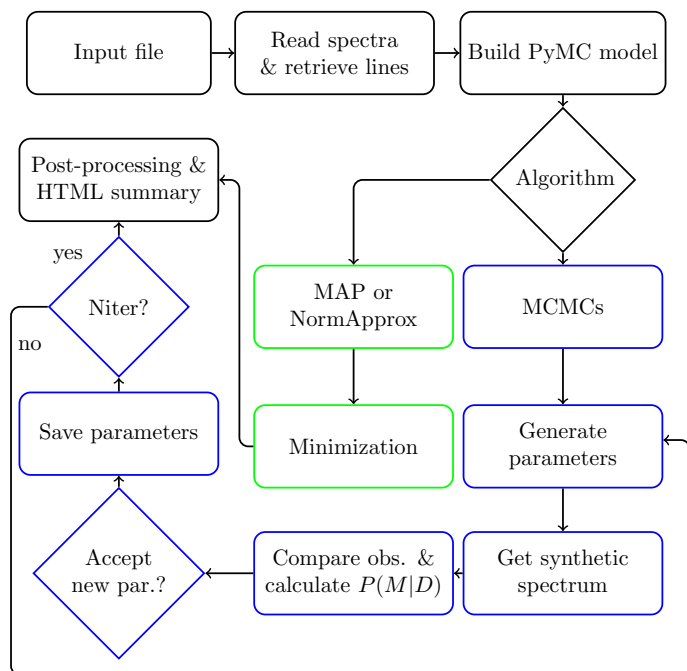 Input file
Read spectra
& retrieve lines
Build PyMC model
Post-processing &
HTML summary
Algorithm
yes
MAP or
NormApprox
MCMCs
Niter?
no
Save parameters
Minimization
Generate
parameters
Accept
new par.?
Compare obs. &
calculate P(M|D)
Get synthetic
spectrum